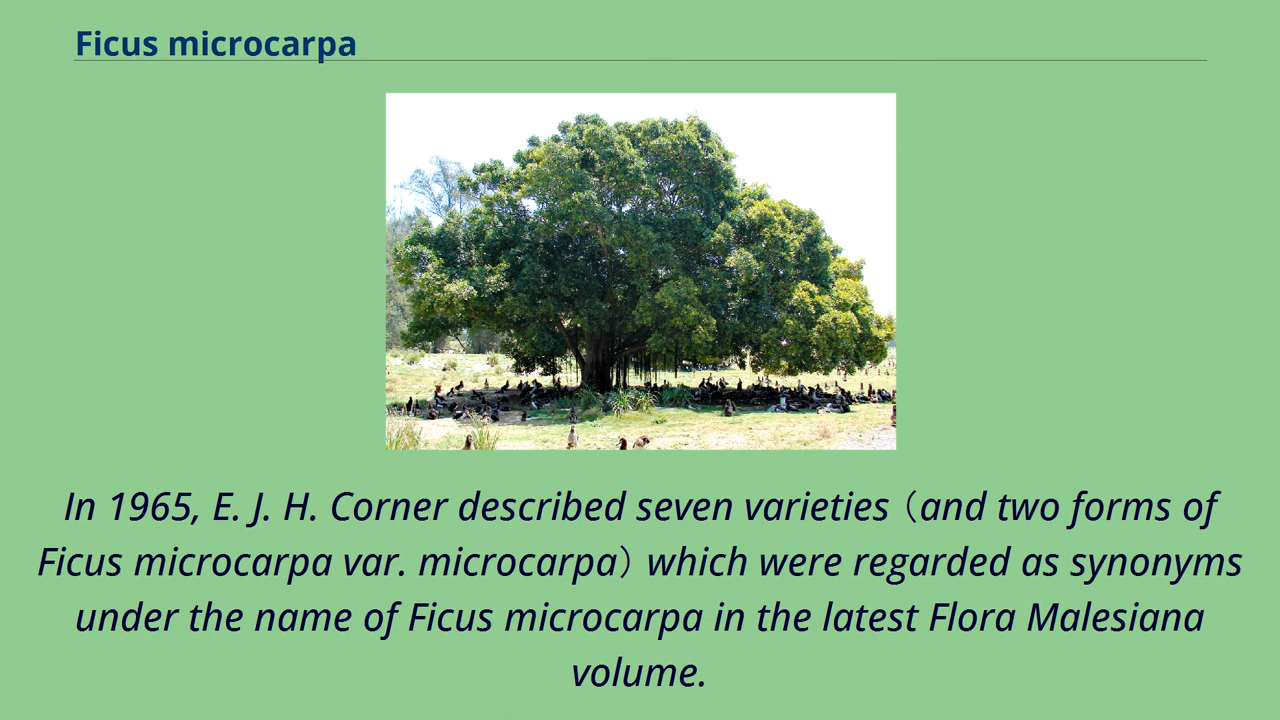 Ficus microcarpa
In 1965, E. J. H. Corner described seven varieties （and two forms of
Ficus microcarpa var. microcarpa） which were regarded as synonyms
under the name of Ficus microcarpa in the latest Flora Malesiana
volume.